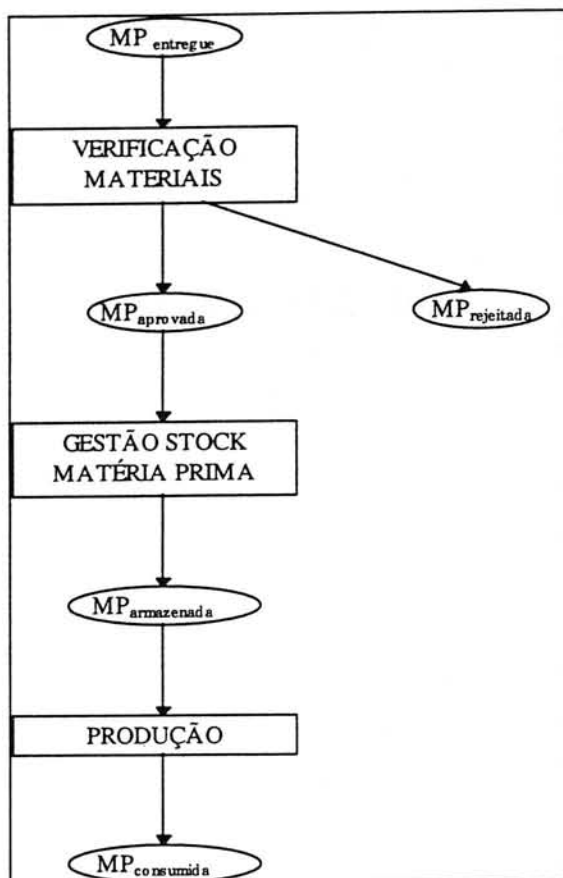 MP entregue
VERIFICAÇÃO
MATERIAIS
MP aprovada
MP rejeitada
GESTÃO STOCK
MATÉRIA PRIMA
MP armazenada
PRODUÇÃO
MP consumida